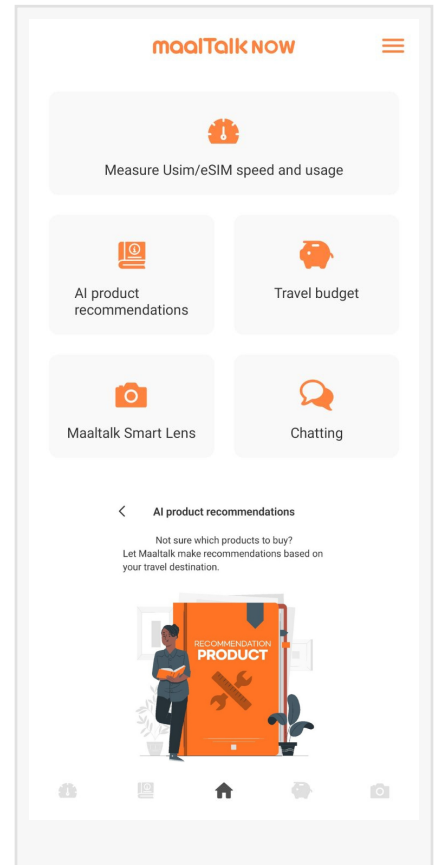 maalTalk NOW
Measure Usim/eSIM speed and usage
AI product
recommendations
Travel budget
Maaltalk Smart Lens
Chatting
AI product recommendations
Not sure which products to buy?
Let Maaltalk make recommendations based on
your travel destination.
RECOMMENDATION
PRODUCT